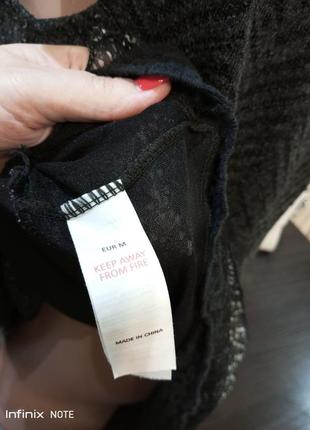 EUR M
KEEP AWAY
FROM FIRE
MADE IN CHINA
Infinix NOTE